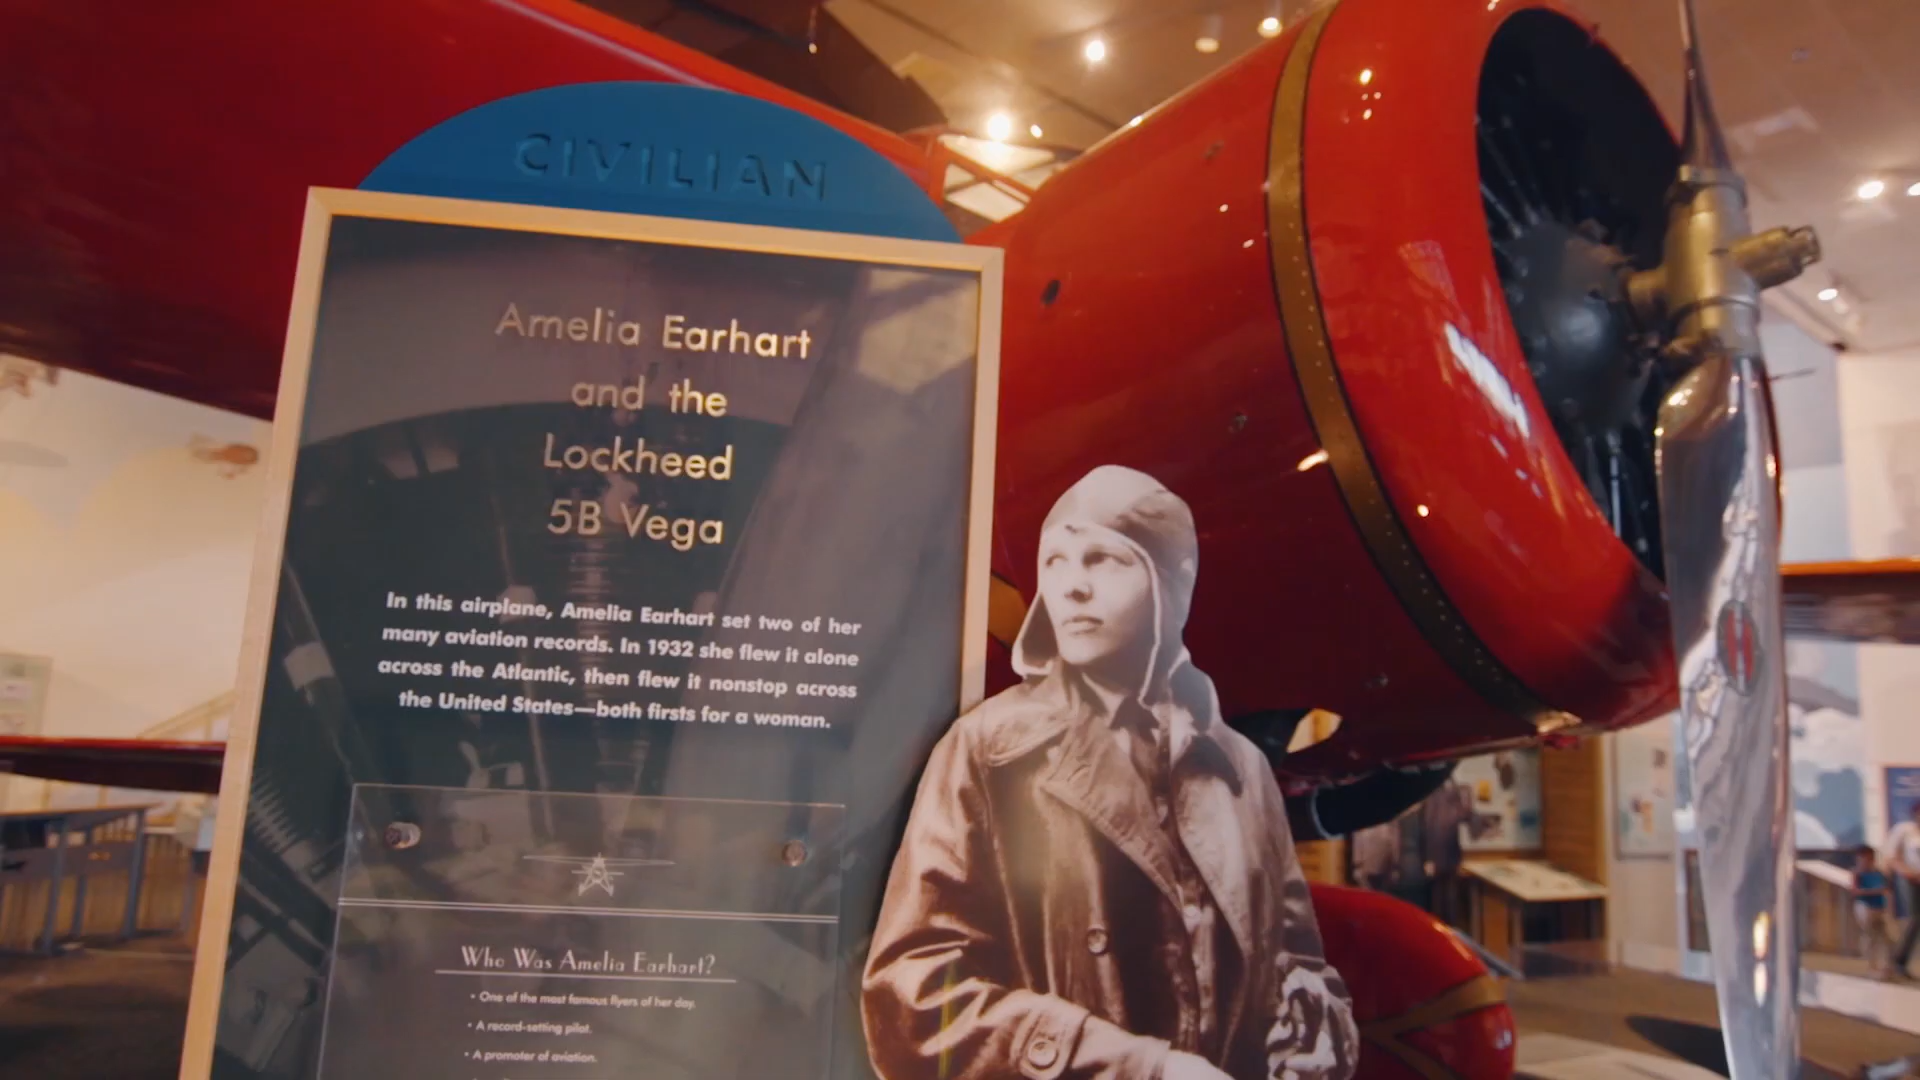 CIVILIAN
Amelia Earhart
and the
Lockheed
5B Vega
In this airplane, Amelia Earhart set two of her
many aviation records. In 1932 she flew it alone
across the Atlantic, then flew it nonstop across
the United States—both firsts for a woman.
Who Was Amelia Earhart?
• One of the most famous flyers of her day.
• A record-setting pilot.
• A promoter of aviation.